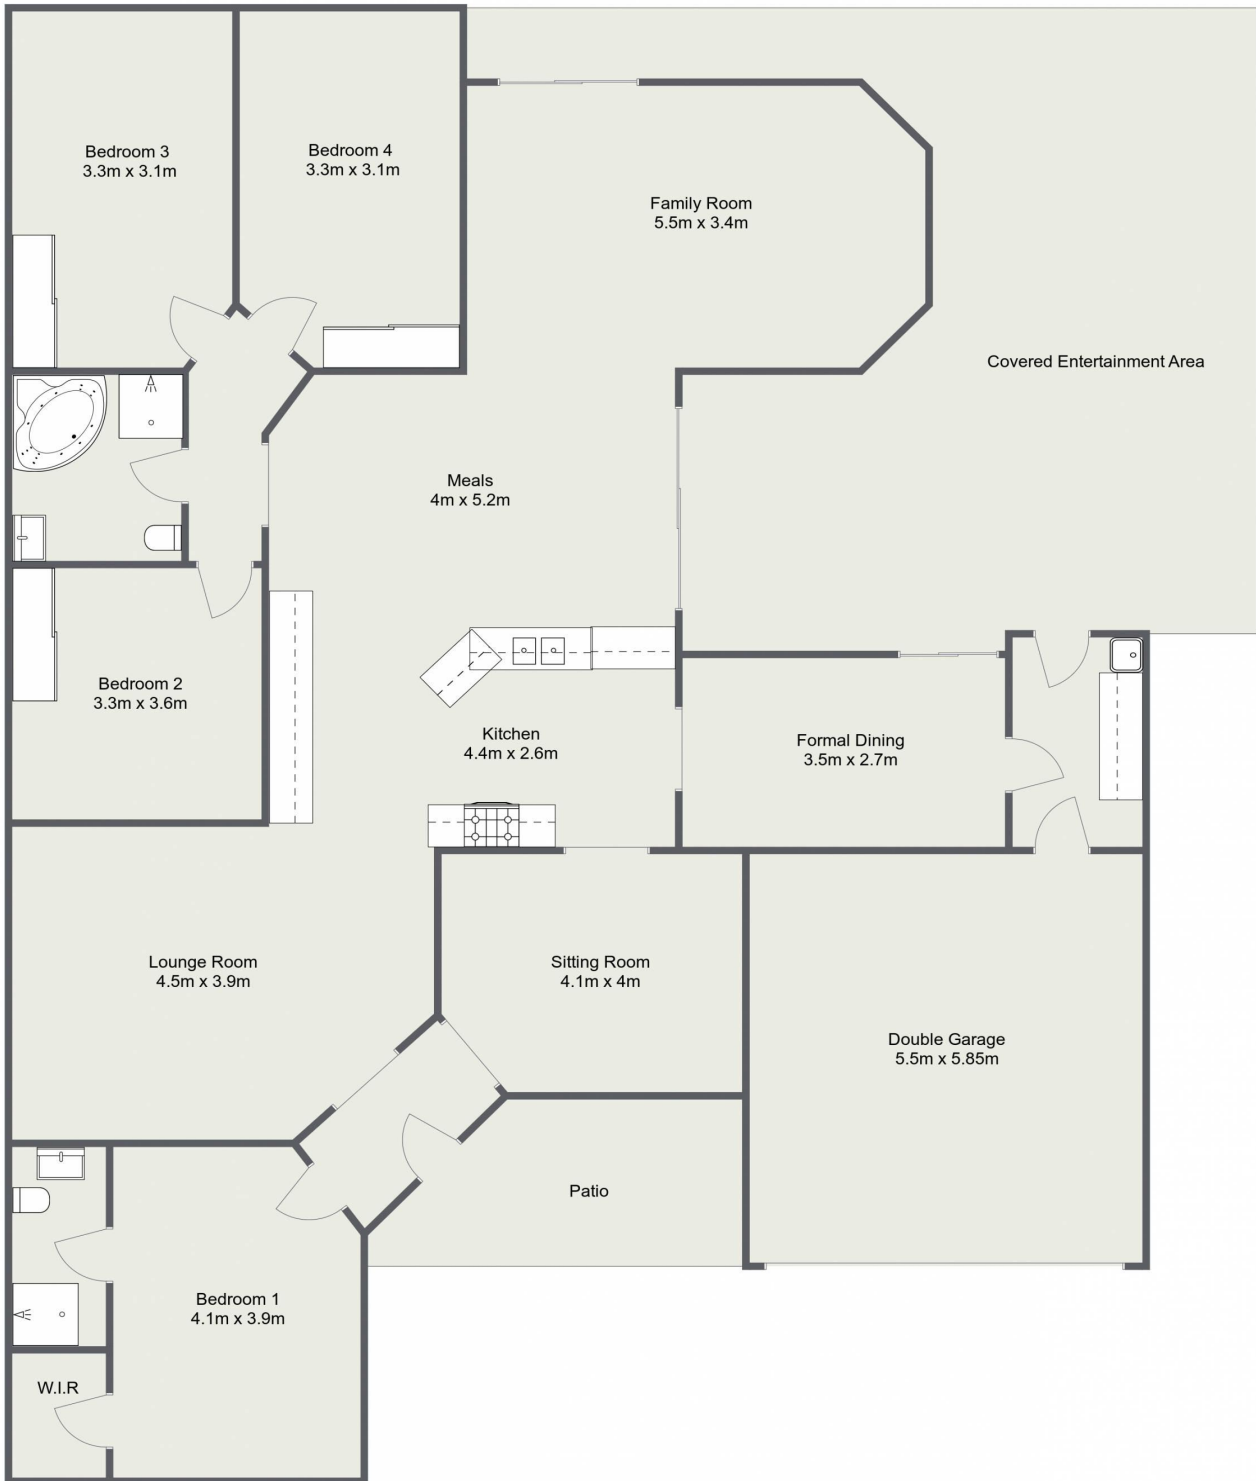 Bedroom 3
3.3m x 3.1m
Bedroom 4
3.3m x 3.1m
Family Room
5.5m x 3.4m
Covered Entertainment Area
Meals
4m x 5.2m
Bedroom 2
3.3m x 3.6m
Kitchen
4.4m x 2.6m
Formal Dining
3.5m x 2.7m
Lounge Room
4.5m x 3.9m
Sitting Room
4.1m x 4m
Double Garage
5.5m x 5.85m
Patio
Bedroom 1
4.1m x 3.9m
W.I.R